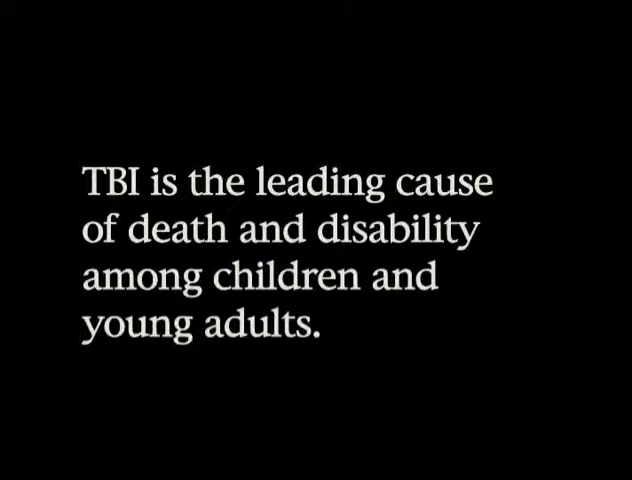 TBI is the leading cause
of death and disability
among children and
young adults.